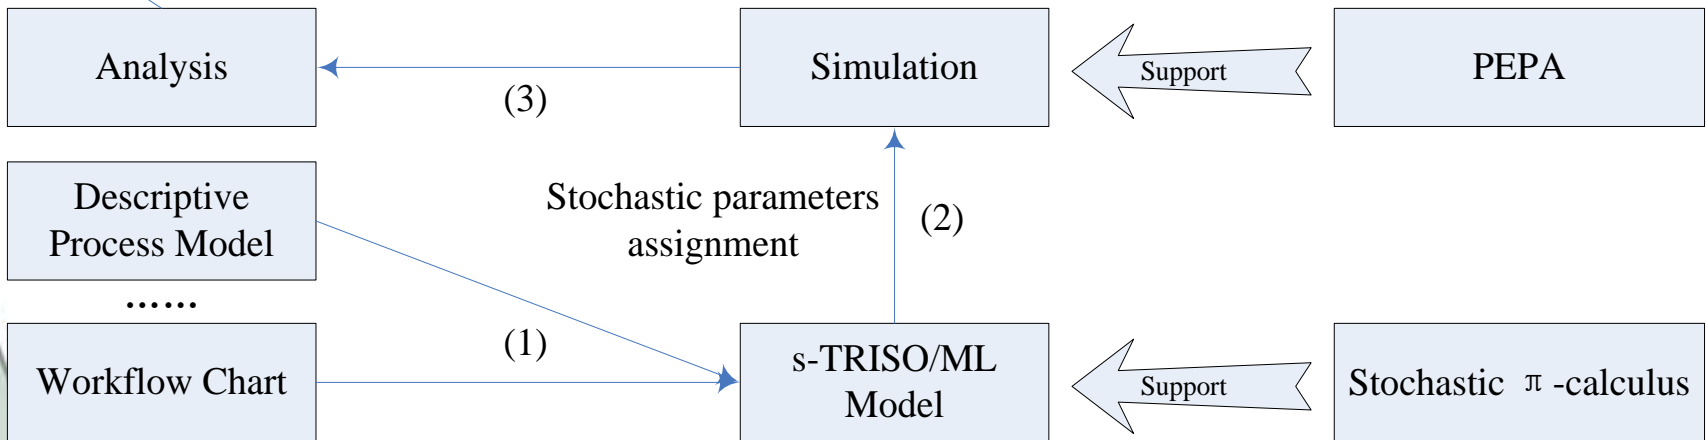 Analysis
Simulation
Support
PEPA
(3)
Descriptive
Process Model
Stochastic parameters
assignment
(2)
......
(1)
Workflow Chart
s-TRISO/ML
Model
Support
Stochastic π-calculus